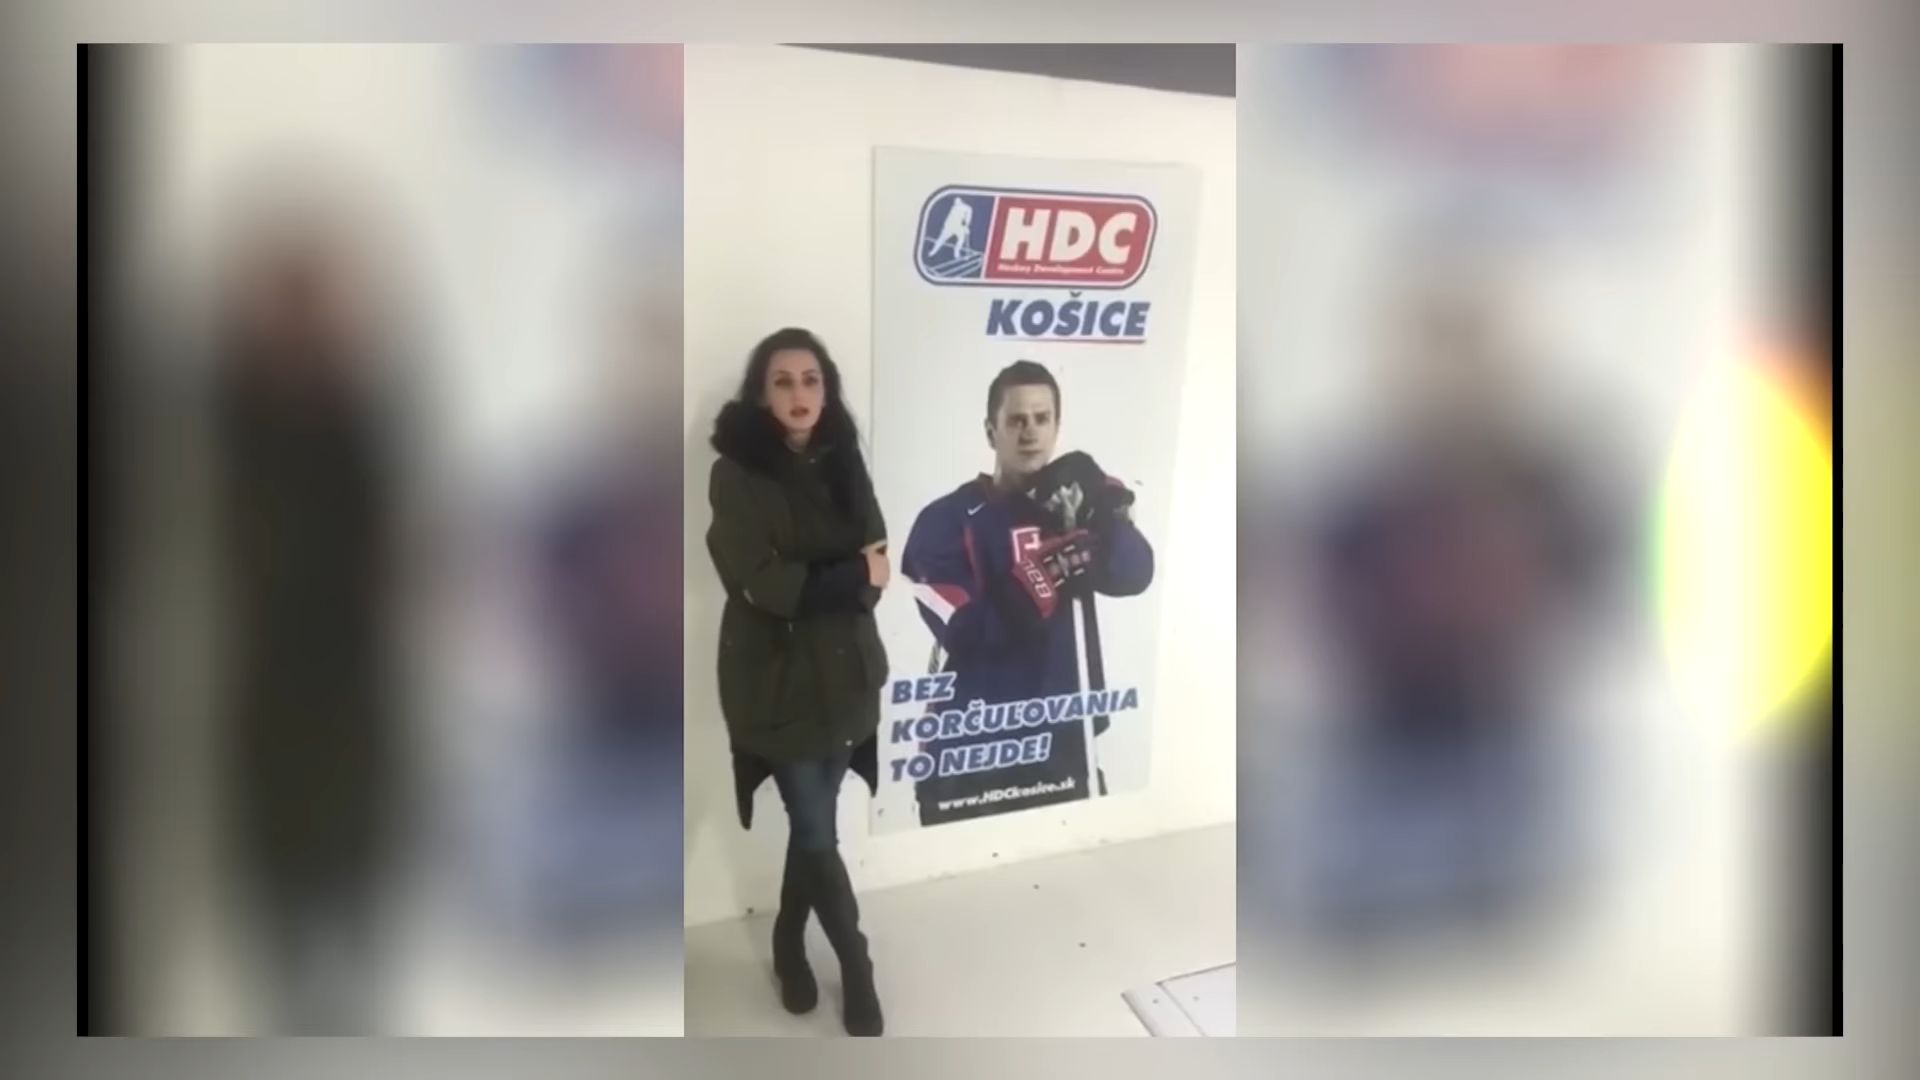 HDC
Hockey Development Centre
KOŠICE
BEZ
KORČUĽOVANIA
TO NEJDE!
www.HDCkosice.sk